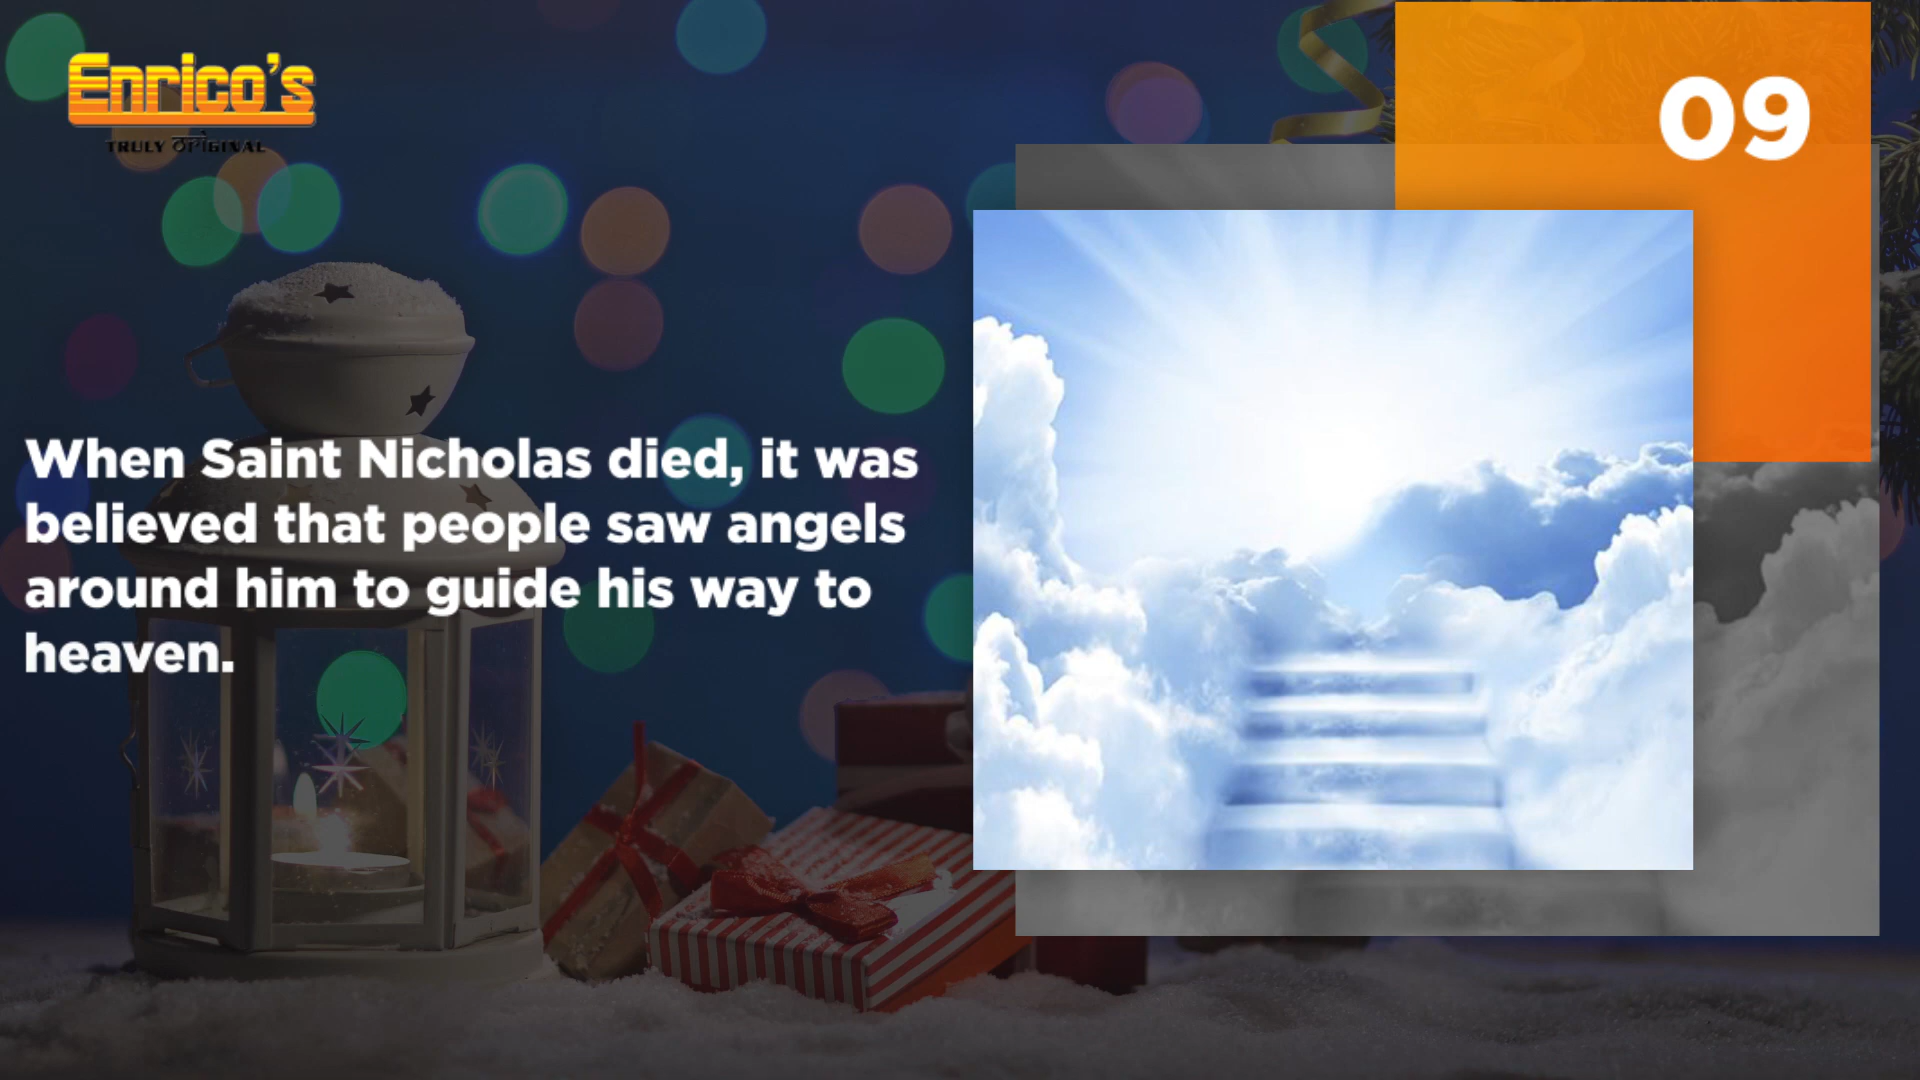 Enrico's
TRULY ORIGINAL
09
When Saint Nicholas died, it was
believed that people saw angels
around him to guide his way to
heaven.